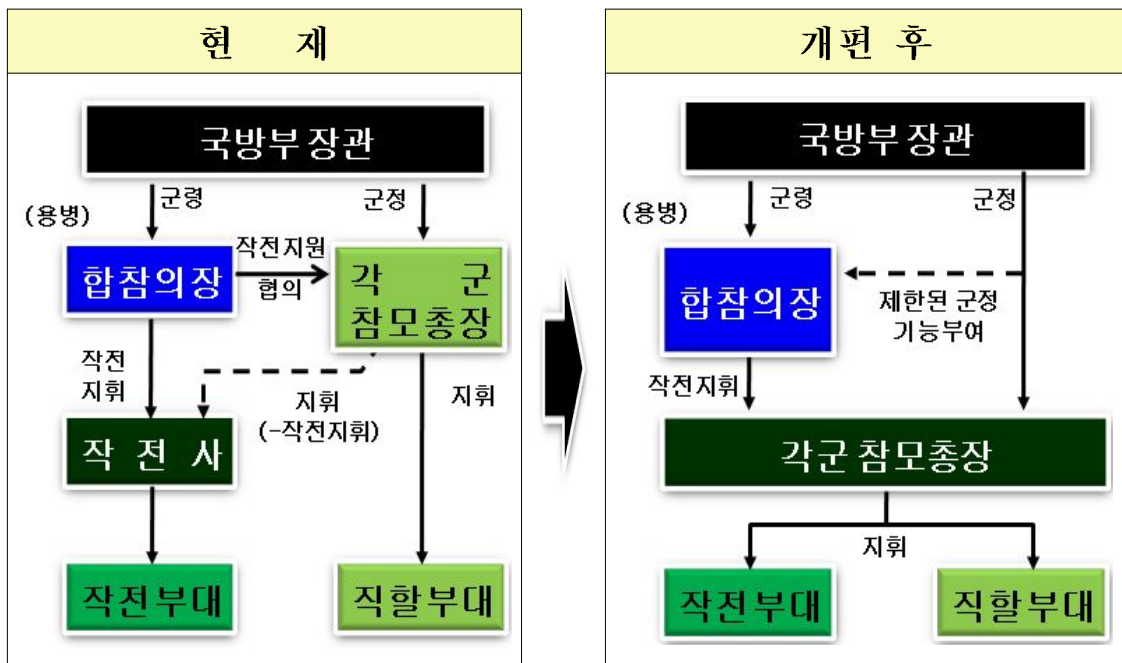 현 재
국방부 장관
(용병)
군령
군정
합참의장
작전지원
협의
각 군
참모총장
작전
지휘
지휘
(-작전지휘)
지휘
작 전 사
작전부대
직할부대
개편 후
국방부 장관
(용병)
군령
군정
합참의장
제한된 군정
기능부여
작전지휘
각군 참모총장
지휘
작전부대
직할부대